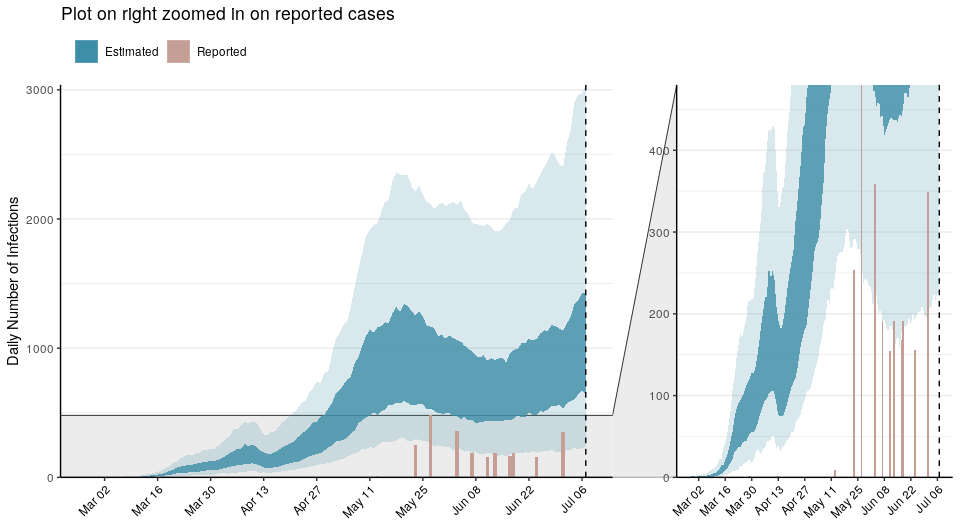 Plot on right zoomed in on reported cases
Estimated
Reported
Daily Number of Infections
3000
2000
1000
0
Mar 02
Mar 16
Mar 30
Apr 13
Apr 27
May 11
May 25
Jun 08
Jun 22
Jul 06
400
300
200
100
0
Mar 02
Mar 16
Mar 30
Apr 13
Apr 27
May 11
May 25
Jun 08
Jun 22
Jul 06